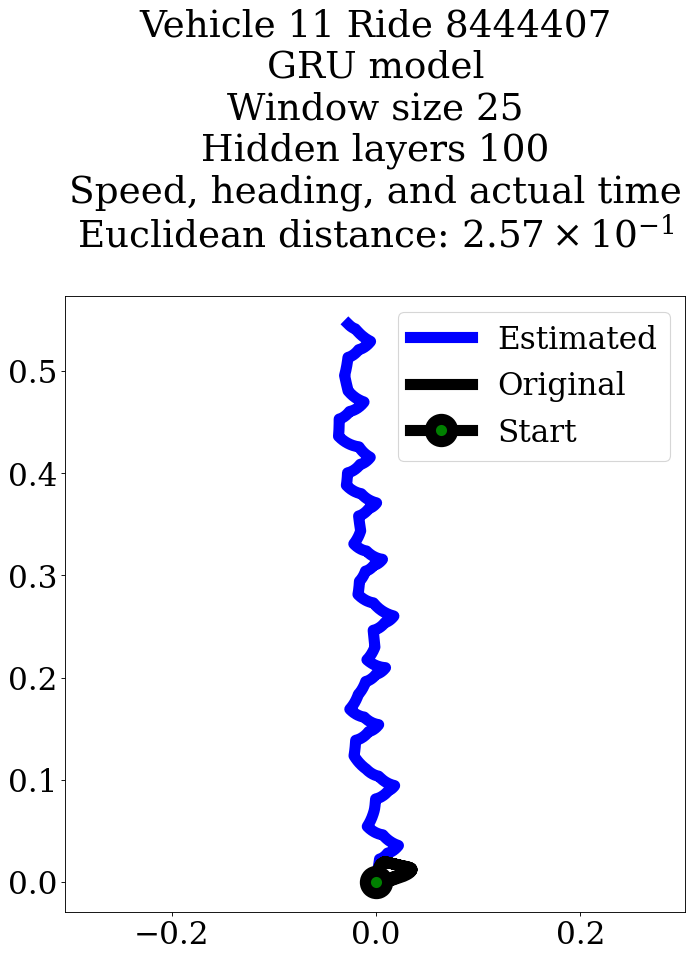 Vehicle 11 Ride 8444407
GRU model
Window size 25
Hidden layers 100
Speed, heading, and actual time
Euclidean distance: 2.57 × 10⁻¹
Estimated
Original
Start
0.5
0.4
0.3
0.2
0.1
0.0
−0.2 0.0 0.2